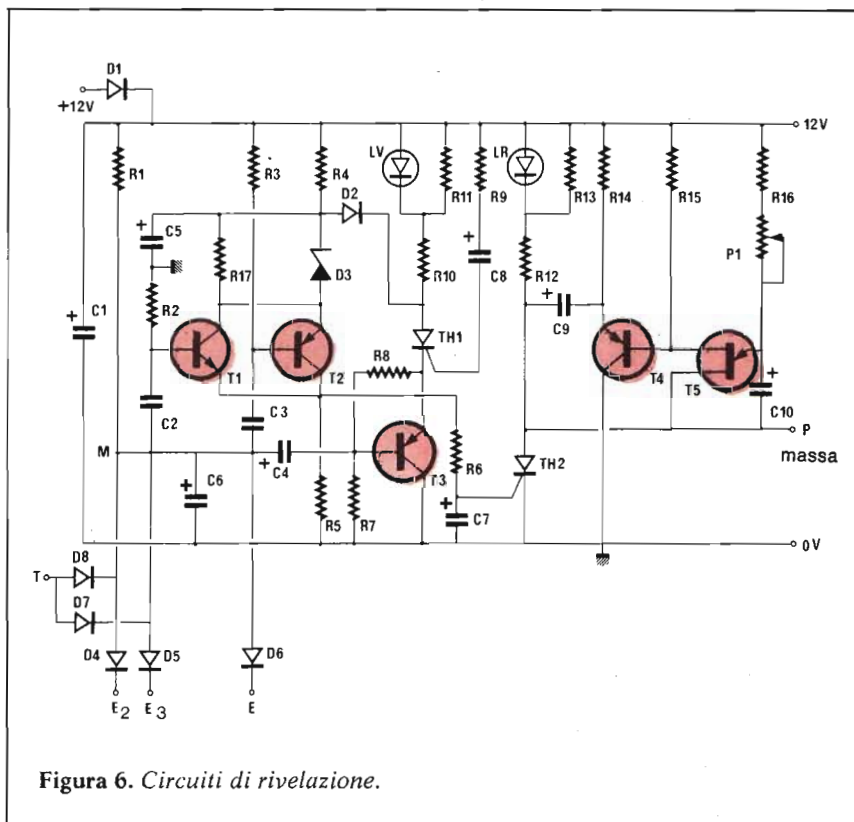 D1
+12V
12V
R1
R3
R4
LV
R11
R9
LR
R13
R14
R15
R16
D2
C5
R17
D3
R10
C8
R12
P1
C1
R2
TH1
C9
T1
T2
R8
T4
T5
C10
C2
C3
M
C4
T3
R6
TH2
P
massa
C6
C7
R5
R7
0V
T
D8
D7
D4
D5
D6
E2
E3
E
Figura 6. Circuiti di rivelazione.